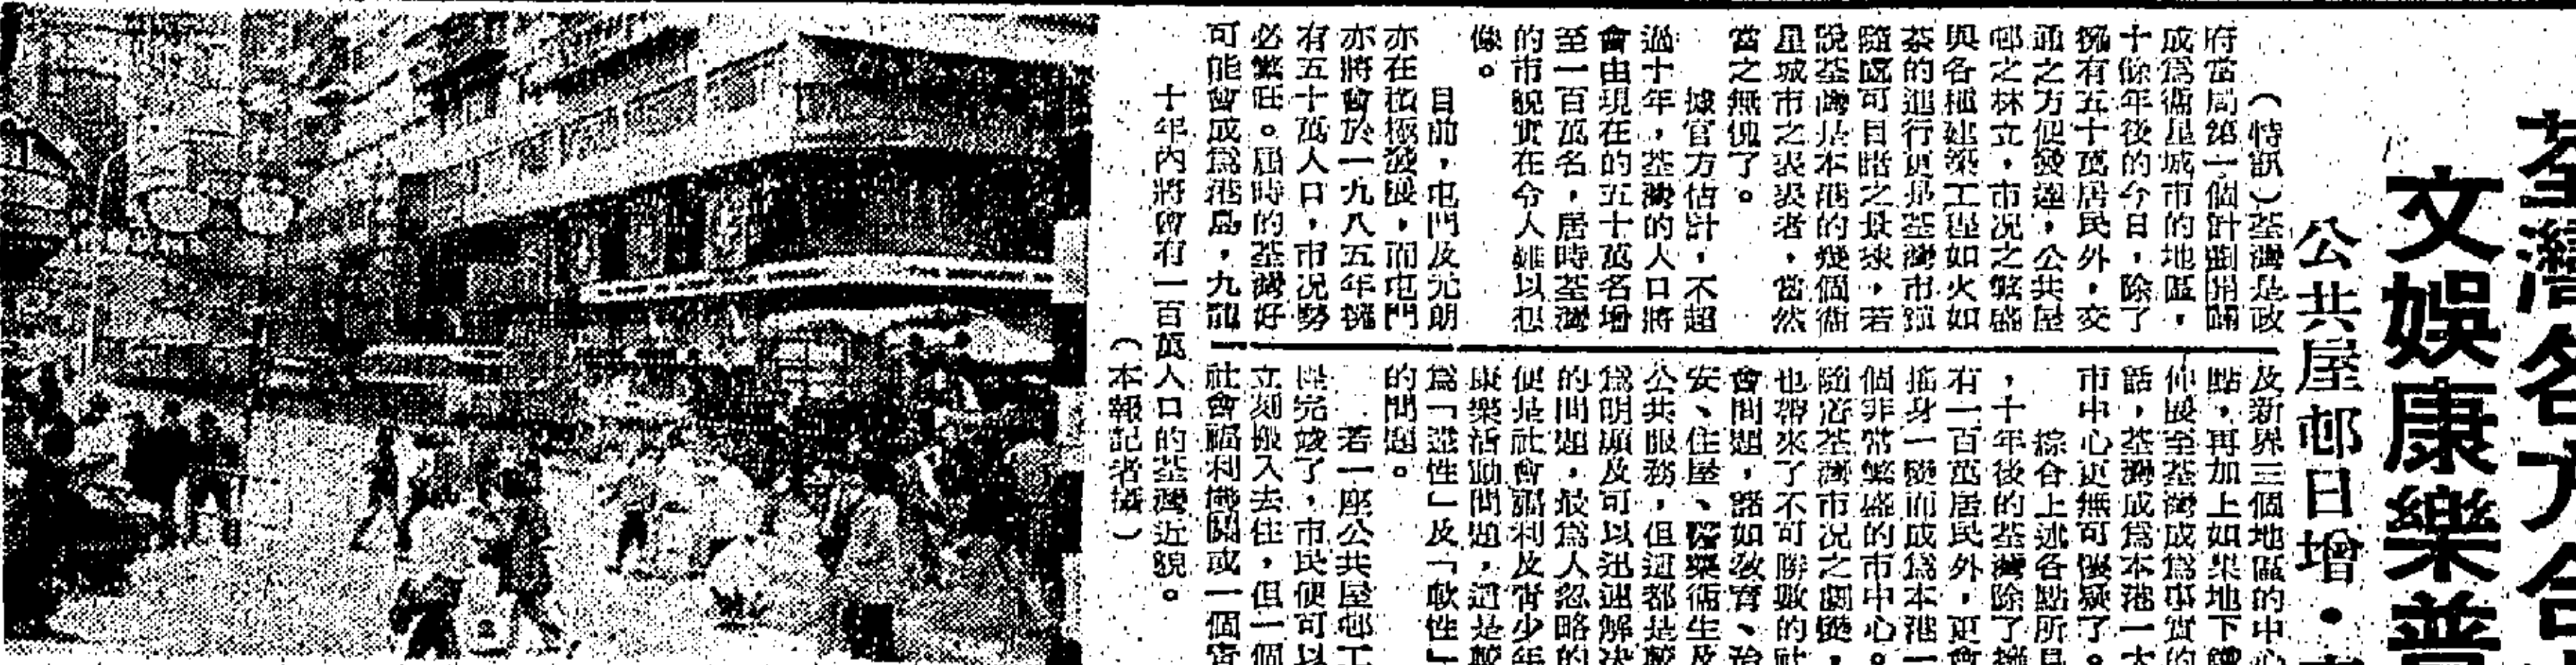 荃灣各方
文娛康樂普
公共屋邨日增・
（特訊）荃灣是政
府當局第一個計劃開闢
成為衞星城市的地區，
十餘年後的今日，除了
擁有五十萬居民外，交
通之方便發達，公共屋
邨之林立，市况之繁盛
與各種建築工程如火如
荼的進行更是荃灣市鎮
隨處可目睹之景球，若
說荃灣是本港的幾個衞
星城市之表表者，當然
當之無愧了。
據官方估計，不超
過十年，荃灣的人口將
會由現在的五十萬名增
至一百萬名，居時荃灣
的市貌實在令人難以想
像。
目前，屯門及元朗
亦在積極發展，而屯門
亦將會於一九八五年擁
有五十萬人口，市况勢
必繁旺。屆時的荃灣好
可能會成為港島，九龍
及新界三個地區的中心
點，再加上如果地下鐵
伸展至荃灣成為事實的
話，荃灣成為本港一大
市中心更無可懷疑了。
綜合上述各點所見
，十年後的荃灣除了擁
有一百萬居民外，更會
搖身一變而成為本港一
個非常繁盛的市中心。
隨着荃灣市况之劇變，
也帶來了不可勝數的社
會問題，諸如教育、治
安、住屋、醫藥衞生及
公共服務，但這都是較
為明顯及可以迅速解決
的問題，最為人忽略的
便是社會福利及青少年
康樂活動問題，這是較
為「逃性」及「軟性」
的問題。
若一座公共屋邨工
程完竣了，市民便可以
立刻搬入去住，但一個
社會福利機關或一個
十年內將會有一百萬人口的荃灣近貌。
（本報記者攝）